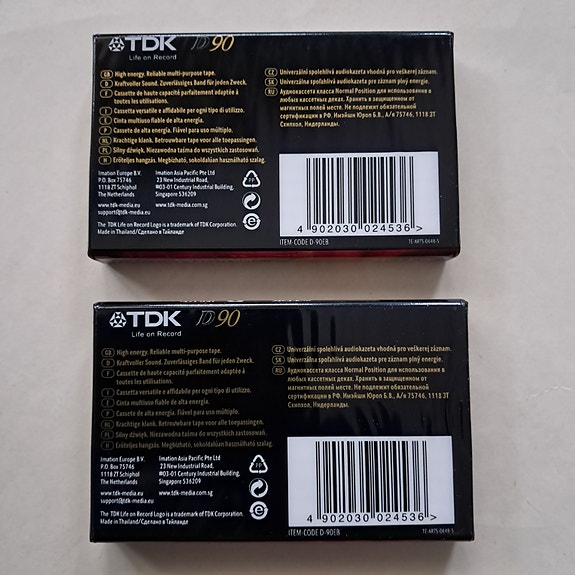 TDK D90
Life on Record
GB High energy. Reliable multi-purpose tape.
D Kraftvoller Sound. Zuverlässiges Band für jeden Zweck.
F Cassette de haute capacité parfaitement adaptée à
toutes les utilisations.
I Cassetta versatile e affidabile per ogni tipo di utilizzo.
E Cinta multiuso fiable de alta energía.
P Cassete de alta energia. Fiável para uso múltiplo.
NL Krachtige klank. Betrouwbare tape voor alle toepassingen.
PL Silny dźwięk. Niezawodna taśma do wszystkich zastosowań.
H Erőteljes hangzás. Megbízható, sokoldalúan használható szalag.
CZ Univerzální spolehlivá audiokazeta vhodná pro veškerej záznam.
SK Univerzálna spoľahlivá audiokazeta pre záznam plný energie.
RU Аудиокассета класса Normal Position для использования в
любых кассетных деках. Хранить в защищенном от
магнитных полей месте. Не подлежит обязательной
сертификации в РФ. Имэйшн Юроп Б.В., А/я 75746, 1118 ЗТ
Схипхол, Нидерланды.
Imation Europe B.V.
P.O. Box 75746
1118 ZT Schiphol
The Netherlands
www.tdk-media.eu
support@tdk-media.eu
Imation Asia Pacific Pte Ltd
23 New Industrial Road,
#03-01 Century Industrial Building,
Singapore 536209
www.tdk-media.com.sg
PP
The TDK Life on Record Logo is a trademark of TDK Corporation.
Made in Thailand/Сделано в Тайланде
4 902030 024536 >
ITEM-CODE D-90EB
TE-ARTS-0648-5
TDK D90
Life on Record
GB High energy. Reliable multi-purpose tape.
D Kraftvoller Sound. Zuverlässiges Band für jeden Zweck.
F Cassette de haute capacité parfaitement adaptée à
toutes les utilisations.
I Cassetta versatile e affidabile per ogni tipo di utilizzo.
E Cinta multiuso fiable de alta energía.
P Cassete de alta energia. Fiável para uso múltiplo.
NL Krachtige klank. Betrouwbare tape voor alle toepassingen.
PL Silny dźwięk. Niezawodna taśma do wszystkich zastosowań.
H Erőteljes hangzás. Megbízható, sokoldalúan használható szalag.
CZ Univerzální spolehlivá audiokazeta vhodná pro veškerej záznam.
SK Univerzálna spoľahlivá audiokazeta pre záznam plný energie.
RU Аудиокассета класса Normal Position для использования в
любых кассетных деках. Хранить в защищенном от
магнитных полей месте. Не подлежит обязательной
сертификации в РФ. Имэйшн Юроп Б.В., А/я 75746, 1118 ЗТ
Схипхол, Нидерланды.
Imation Europe B.V.
P.O. Box 75746
1118 ZT Schiphol
The Netherlands
www.tdk-media.eu
support@tdk-media.eu
Imation Asia Pacific Pte Ltd
23 New Industrial Road,
#03-01 Century Industrial Building,
Singapore 536209
www.tdk-media.com.sg
PP
The TDK Life on Record Logo is a trademark of TDK Corporation.
Made in Thailand/Сделано в Тайланде
4 902030 024536 >
ITEM-CODE D-90EB
TE-ARTS-0648-5